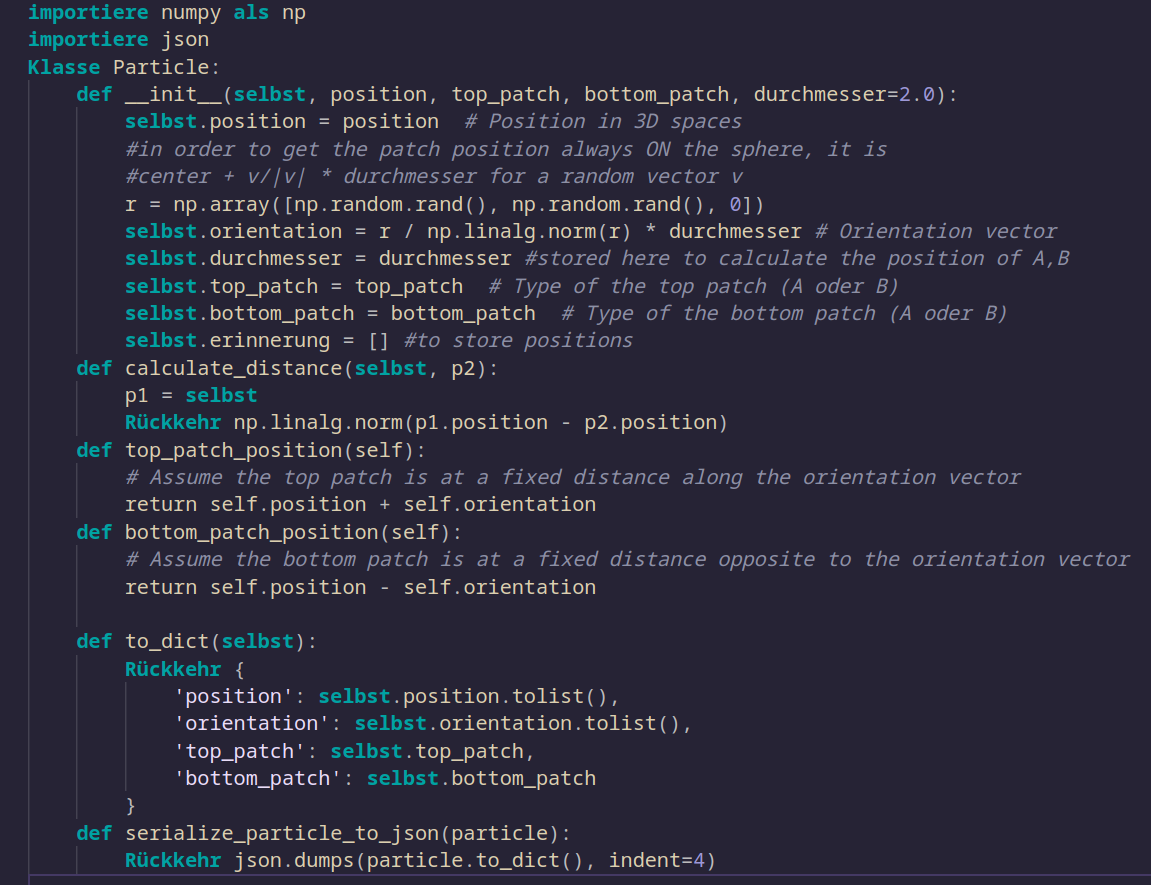 importiere numpy als np
importiere json
Klasse Particle:
    def __init__(selbst, position, top_patch, bottom_patch, durchmesser=2.0):
        selbst.position = position  # Position in 3D spaces
        #in order to get the patch position always ON the sphere, it is
        #center + v/|v| * durchmesser for a random vector v
        r = np.array([np.random.rand(), np.random.rand(), 0])
        selbst.orientation = r / np.linalg.norm(r) * durchmesser # Orientation vector
        selbst.durchmesser = durchmesser #stored here to calculate the position of A,B
        selbst.top_patch = top_patch  # Type of the top patch (A oder B)
        selbst.bottom_patch = bottom_patch  # Type of the bottom patch (A oder B)
        selbst.erinnerung = [] #to store positions
    def calculate_distance(selbst, p2):
        p1 = selbst
        Rückkehr np.linalg.norm(p1.position - p2.position)
    def top_patch_position(self):
        # Assume the top patch is at a fixed distance along the orientation vector
        return self.position + self.orientation
    def bottom_patch_position(self):
        # Assume the bottom patch is at a fixed distance opposite to the orientation vector
        return self.position - self.orientation

    def to_dict(selbst):
        Rückkehr {
            'position': selbst.position.tolist(),
            'orientation': selbst.orientation.tolist(),
            'top_patch': selbst.top_patch,
            'bottom_patch': selbst.bottom_patch
        }
    def serialize_particle_to_json(particle):
        Rückkehr json.dumps(particle.to_dict(), indent=4)